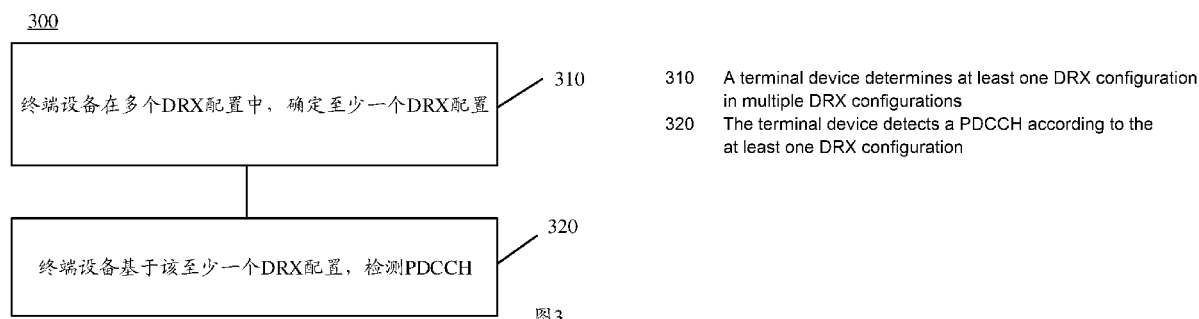 300
终端设备在多个DRX配置中，确定至少一个DRX配置
310
终端设备基于该至少一个DRX配置，检测PDCCH
320
图3
310 A terminal device determines at least one DRX configuration
in multiple DRX configurations
320 The terminal device detects a PDCCH according to the
at least one DRX configuration